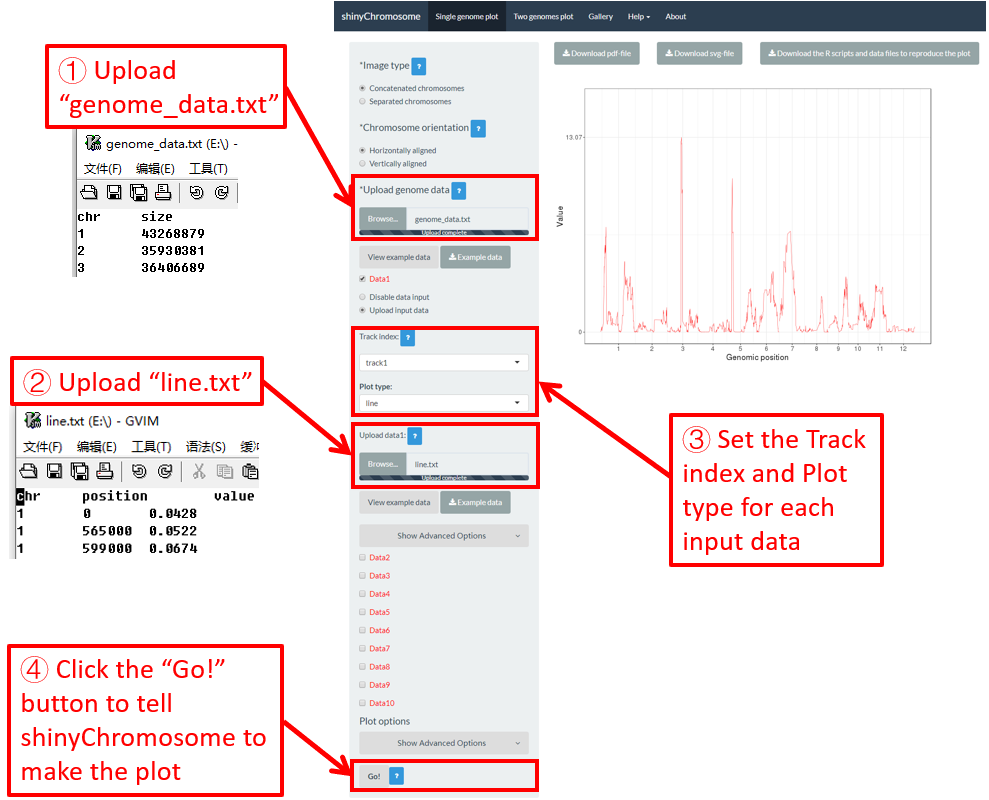 shinyChromosome Single genome plot Two genomes plot Gallery Help About
① Upload
“genome_data.txt”
genome_data.txt (E:\) -
文件(F) 编辑(E) 工具(T)
chr size
1 43268879
2 35930381
3 36406689
② Upload “line.txt”
line.txt (E:\) - GVIM
文件(F) 编辑(E) 工具(T) 语法(S)
chr position value
1 0 0.0428
1 565000 0.0522
1 599000 0.0674
④ Click the “Go!”
button to tell
shinyChromosome to
make the plot
*Image type ?
Concatenated chromosomes
Separated chromosomes
*Chromosome orientation ?
Horizontally aligned
Vertically aligned
*Upload genome data ?
Browse... genome_data.txt
Upload complete
View example data Example data
Data1
Disable data input
Upload input data
Track index: ?
track1
Plot type:
line
Upload data1: ?
Browse... line.txt
Upload complete
View example data Example data
Show Advanced Options
Data2
Data3
Data4
Data5
Data6
Data7
Data8
Data9
Data10
Plot options
Show Advanced Options
Go! ?
Download pdf-file Download svg-file Download the R scripts and data files to reproduce the plot
13.07
Value
0
1 2 3 4 5 6 7 8 9 10 11 12
Genomic position
③ Set the Track
index and Plot
type for each
input data